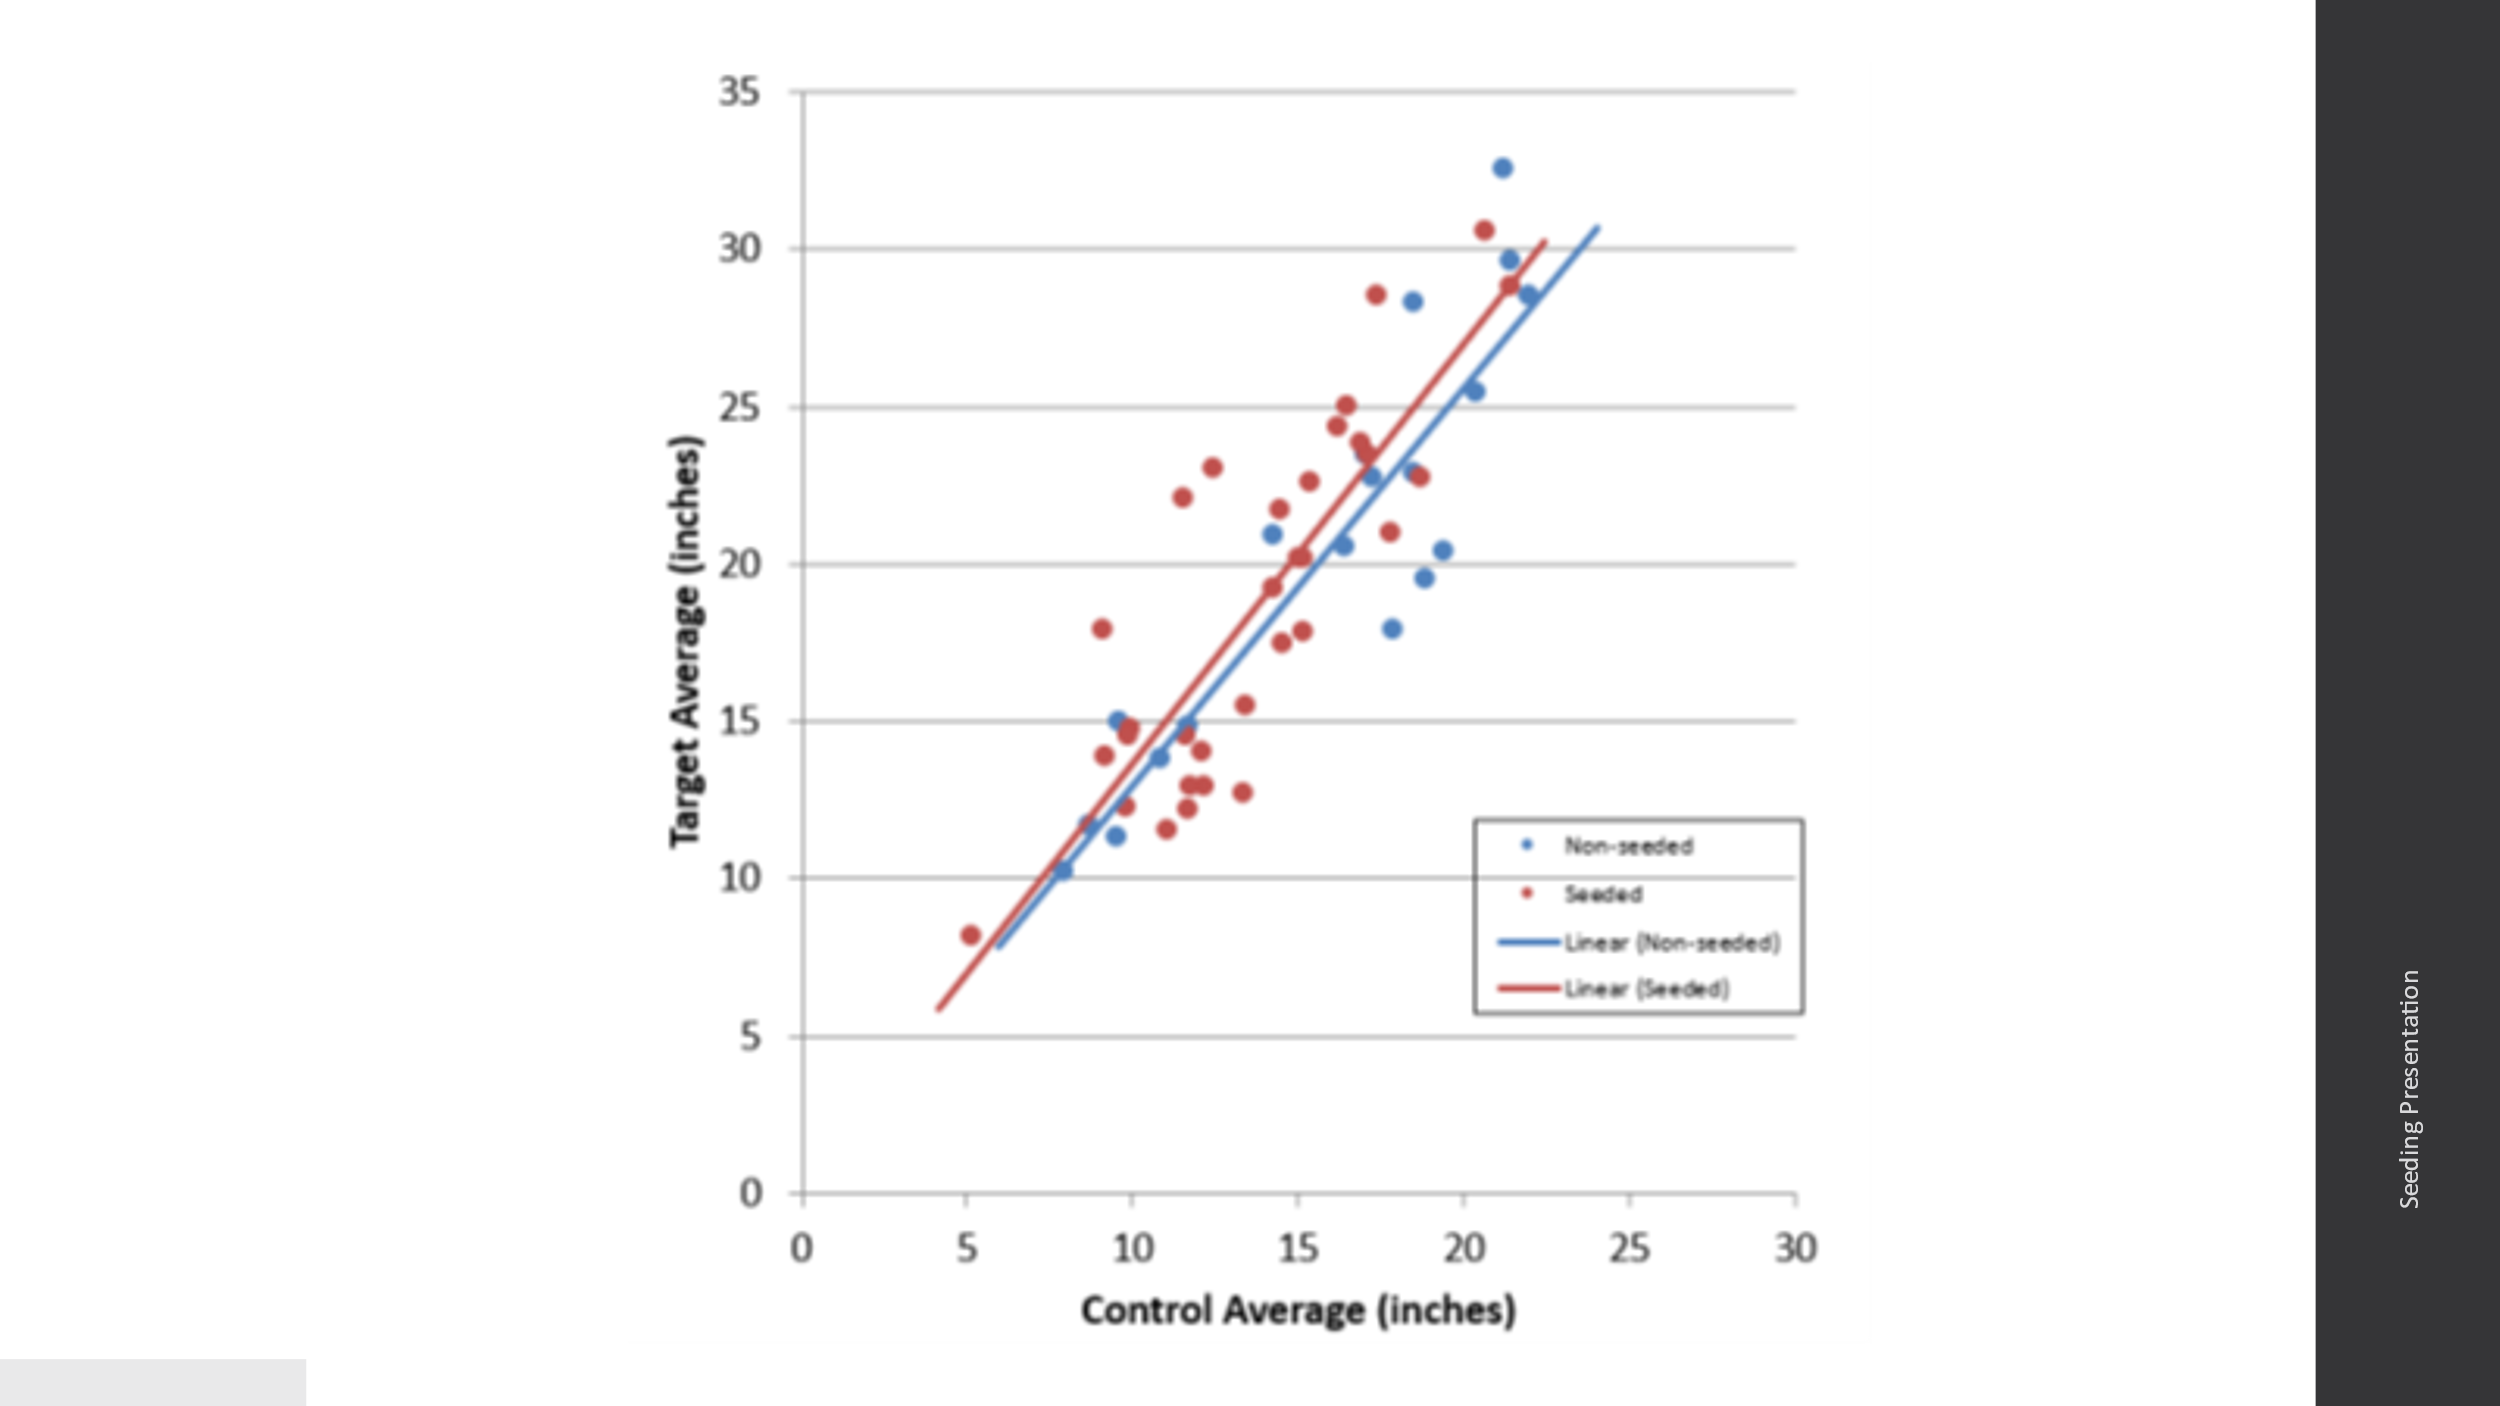 35
30
25
20
15
10
5
0
Target Average (inches)
0 5 10 15 20 25 30
Control Average (inches)
Non-seeded
Seeded
Linear (Non-seeded)
Linear (Seeded)
Seeding Presentation